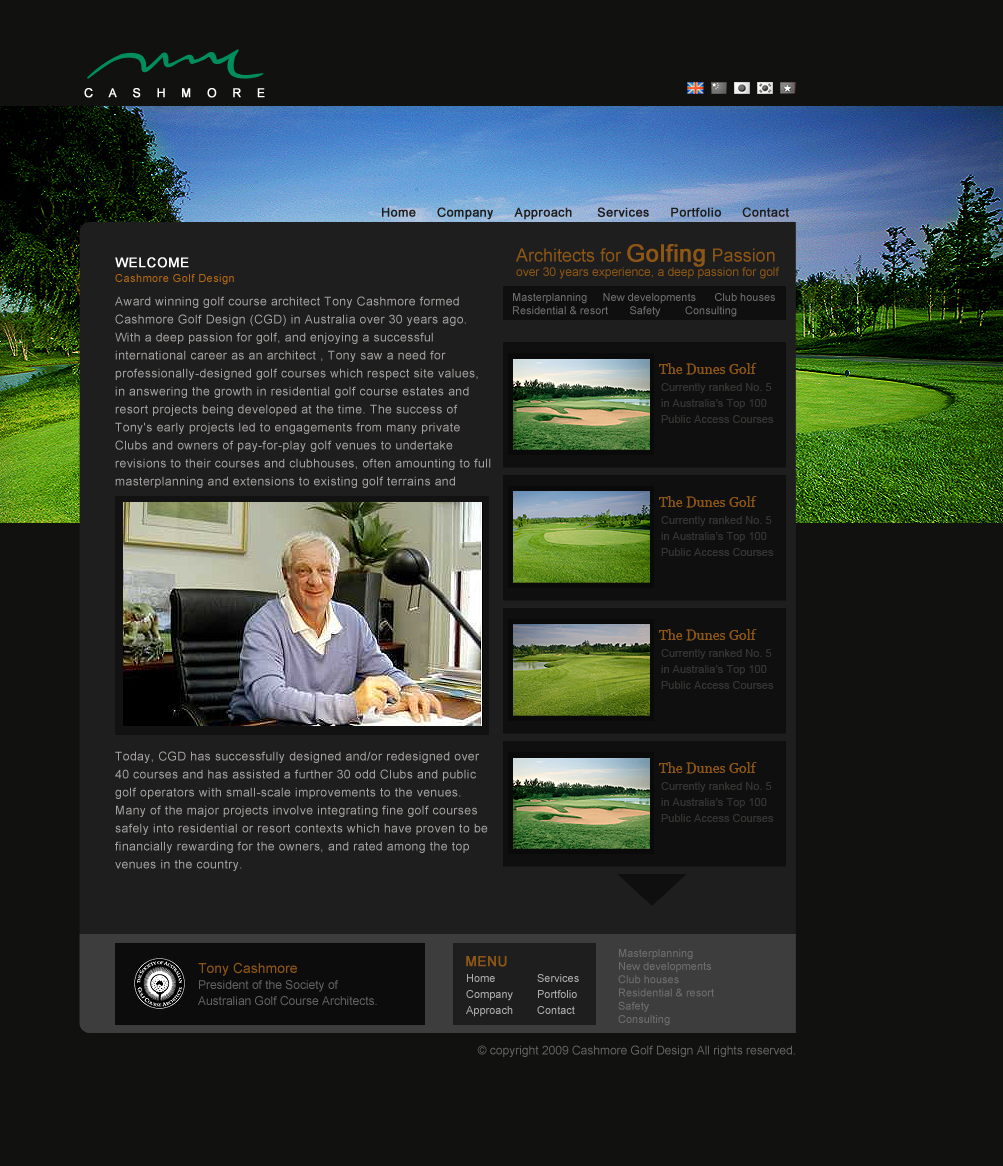 CASHMORE
Home Company Approach Services Portfolio Contact
WELCOME
Cashmore Golf Design
Award winning golf course architect Tony Cashmore formed
Cashmore Golf Design (CGD) in Australia over 30 years ago.
With a deep passion for golf, and enjoying a successful
international career as an architect , Tony saw a need for
professionally-designed golf courses which respect site values,
in answering the growth in residential golf course estates and
resort projects being developed at the time. The success of
Tony's early projects led to engagements from many private
Clubs and owners of pay-for-play golf venues to undertake
revisions to their courses and clubhouses, often amounting to full
masterplanning and extensions to existing golf terrains and
Today, CGD has successfully designed and/or redesigned over
40 courses and has assisted a further 30 odd Clubs and public
golf operators with small-scale improvements to the venues.
Many of the major projects involve integrating fine golf courses
safely into residential or resort contexts which have proven to be
financially rewarding for the owners, and rated among the top
venues in the country.
Architects for Golfing Passion
over 30 years experience, a deep passion for golf
Masterplanning New developments Club houses
Residential & resort Safety Consulting
The Dunes Golf
Currently ranked No. 5
in Australia's Top 100
Public Access Courses
The Dunes Golf
Currently ranked No. 5
in Australia's Top 100
Public Access Courses
The Dunes Golf
Currently ranked No. 5
in Australia's Top 100
Public Access Courses
The Dunes Golf
Currently ranked No. 5
in Australia's Top 100
Public Access Courses
THE SOCIETY OF AUSTRALIAN
GOLF COURSE ARCHITECTS
Tony Cashmore
President of the Society of
Australian Golf Course Architects.
MENU
Home Services
Company Portfolio
Approach Contact
Masterplanning
New developments
Club houses
Residential & resort
Safety
Consulting
© copyright 2009 Cashmore Golf Design All rights reserved.